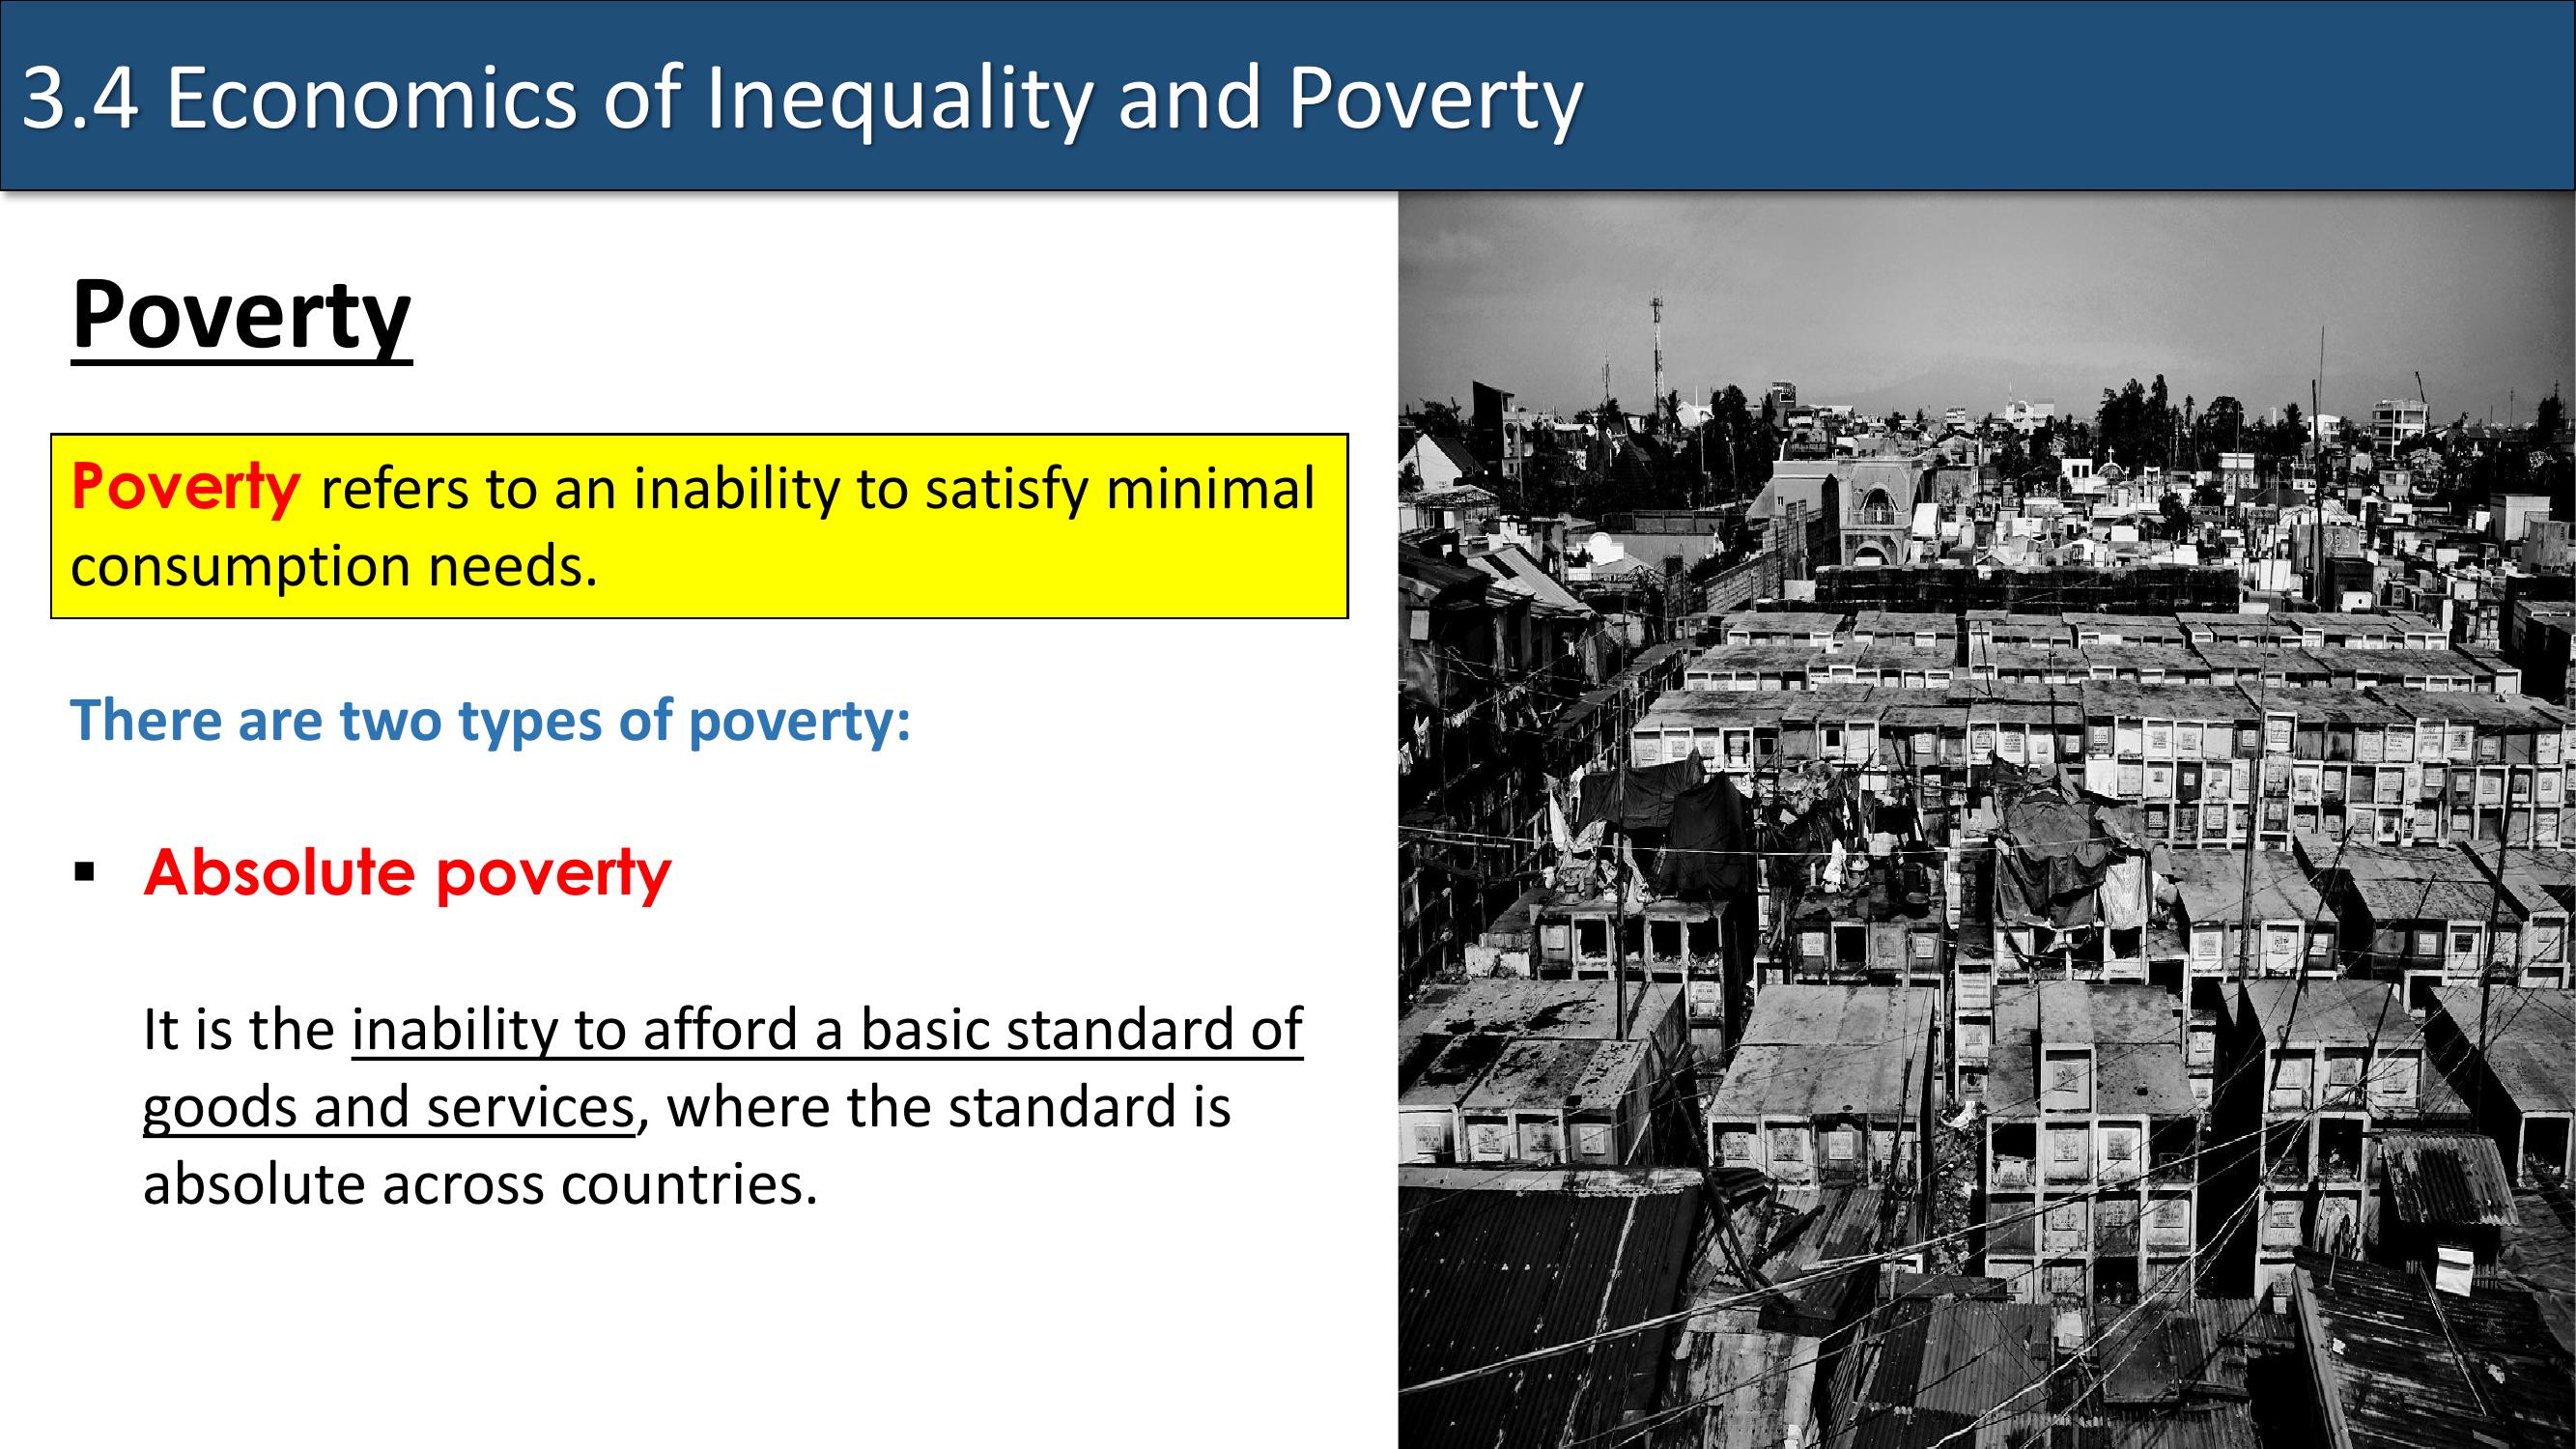 3.4 Economics of Inequality and Poverty
Poverty
Poverty refers to an inability to satisfy minimal
consumption needs.
There are two types of poverty:
▪ Absolute poverty
It is the inability to afford a basic standard of
goods and services, where the standard is
absolute across countries.